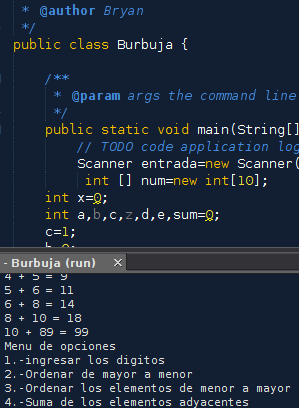 * @author Bryan
*/
public class Burbuja {
/**
* @param args the command line
*/
public static void main(String[]
// TODO code application log
Scanner entrada=new Scanner(
int [] num=new int[10];
int x=0;
int a,b,c,z,d,e,sum=0;
c=1;
- Burbuja (run) ×
4 + 5 = 9
5 + 6 = 11
6 + 8 = 14
8 + 10 = 18
10 + 89 = 99
Menu de opciones
1.-ingresar los digitos
2.-Ordenar de mayor a menor
3.-Ordenar los elementos de menor a mayor
4.-Suma de los elementos adyacentes